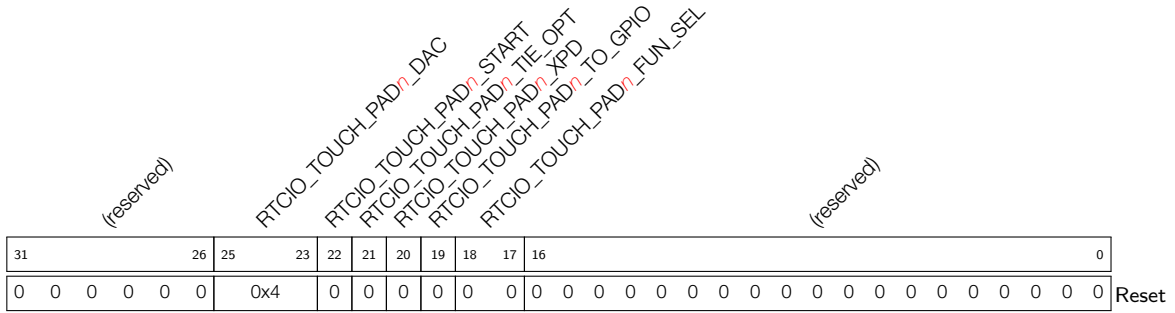 (reserved)
RTCIO_TOUCH_PADn_DAC
RTCIO_TOUCH_PADn_START
RTCIO_TOUCH_PADn_TIE_OPT
RTCIO_TOUCH_PADn_XPD
RTCIO_TOUCH_PADn_TO_GPIO
RTCIO_TOUCH_PADn_FUN_SEL
(reserved)
31 26 25 23 22 21 20 19 18 17 16 0
0 0 0 0 0 0 0x4 0 0 0 0 0 0 0 0 0 0 0 0 0 0 0 0 0 0 0 0 0 0 0 Reset